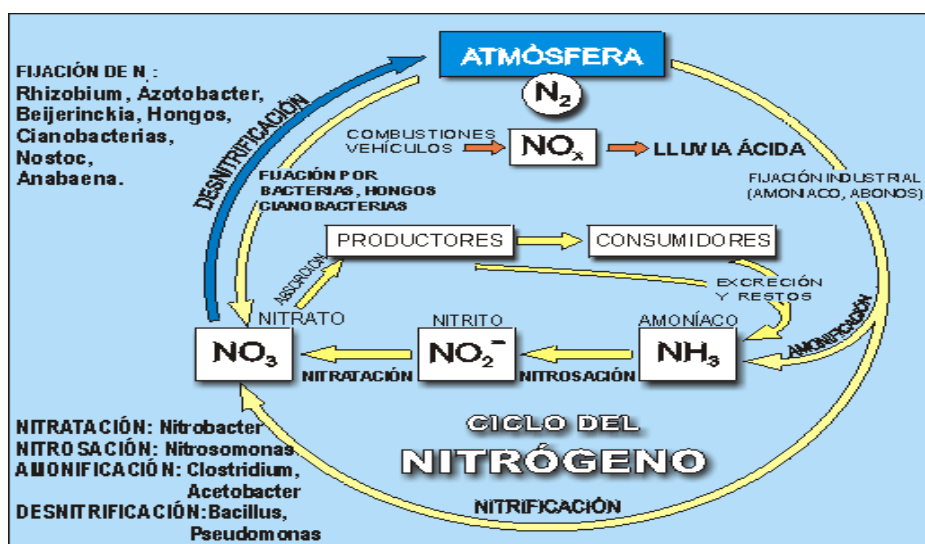 ATMÓSFERA
N₂
FIJACIÓN DE N,:
Rhizobium, Azotobacter,
Beijerinckia, Hongos,
Cianobacterias,
Nostoc,
Anabaena.
DESNITRIFICACIÓN
COMBUSTIONES
VEHÍCULOS
NOₓ
LLUVIA ÁCIDA
FIJACIÓN POR
BACTERIAS, HONGOS
CIANOBACTERIAS
FIJACIÓN INDUSTRIAL
(AMONIACO, ABONOS)
PRODUCTORES
CONSUMIDORES
ABSORCIÓN
EXCRECIÓN
Y RESTOS
NITRATO
NITRITO
AMONÍACO
AMONIFICACIÓN
NO₃
NO₂⁻
NH₃
NITRATACIÓN
NITROSACIÓN
CICLO DEL
NITRÓGENO
NITRIFICACIÓN
NITRATACIÓN: Nitrobacter
NITROSACIÓN: Nitrosomonas,
AMONIFICACIÓN: Clostridium,
Acetobacter
DESNITRIFICACIÓN:Bacillus,
Pseudomonas